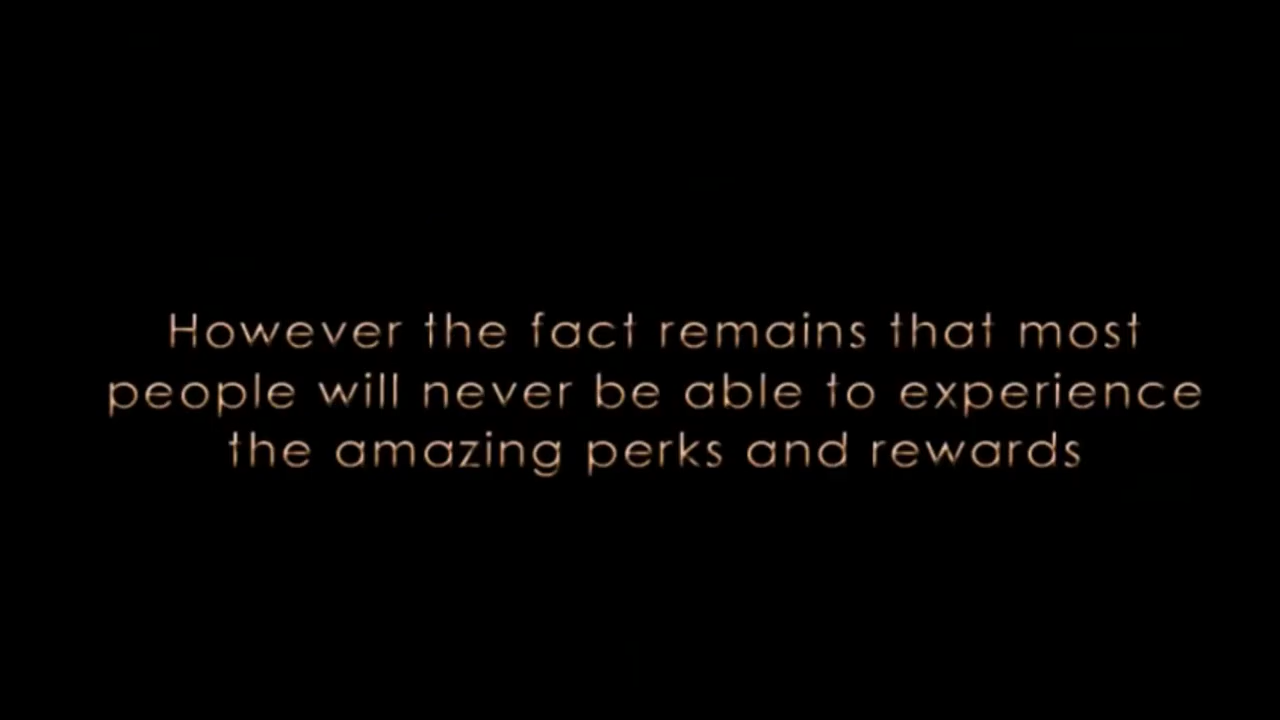 However the fact remains that most
people will never be able to experience
the amazing perks and rewards